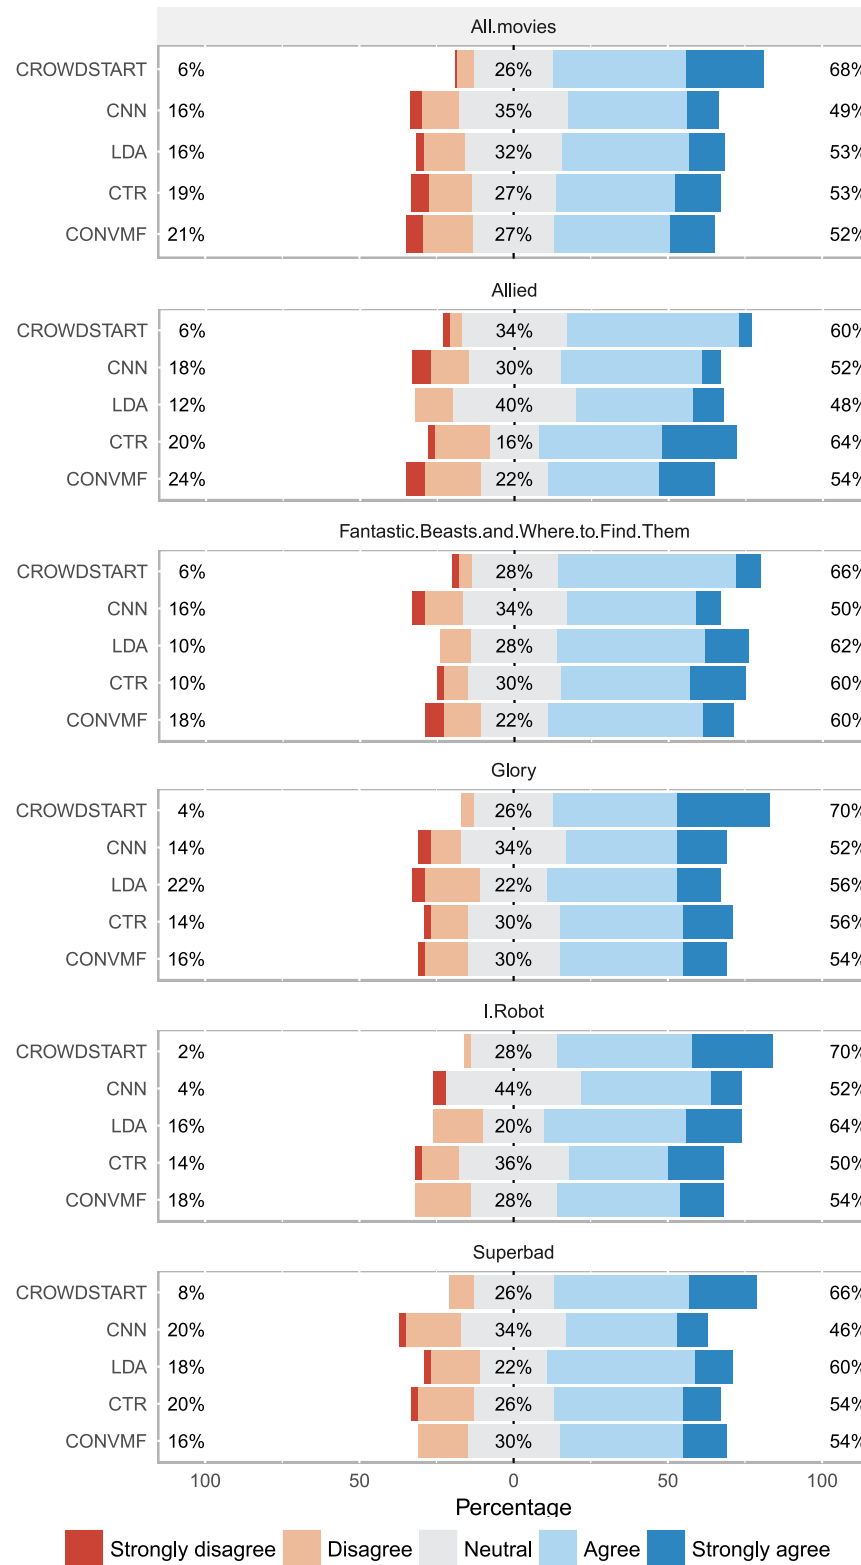 All.movies
CROWDSTART 6% 26% 68%
CNN 16% 35% 49%
LDA 16% 32% 53%
CTR 19% 27% 53%
CONVMF 21% 27% 52%
Allied
CROWDSTART 6% 34% 60%
CNN 18% 30% 52%
LDA 12% 40% 48%
CTR 20% 16% 64%
CONVMF 24% 22% 54%
Fantastic.Beasts.and.Where.to.Find.Them
CROWDSTART 6% 28% 66%
CNN 16% 34% 50%
LDA 10% 28% 62%
CTR 10% 30% 60%
CONVMF 18% 22% 60%
Glory
CROWDSTART 4% 26% 70%
CNN 14% 34% 52%
LDA 22% 22% 56%
CTR 14% 30% 56%
CONVMF 16% 30% 54%
I.Robot
CROWDSTART 2% 28% 70%
CNN 4% 44% 52%
LDA 16% 20% 64%
CTR 14% 36% 50%
CONVMF 18% 28% 54%
Superbad
CROWDSTART 8% 26% 66%
CNN 20% 34% 46%
LDA 18% 22% 60%
CTR 20% 26% 54%
CONVMF 16% 30% 54%
100 50 0 50 100
Percentage
Strongly disagree Disagree Neutral Agree Strongly agree